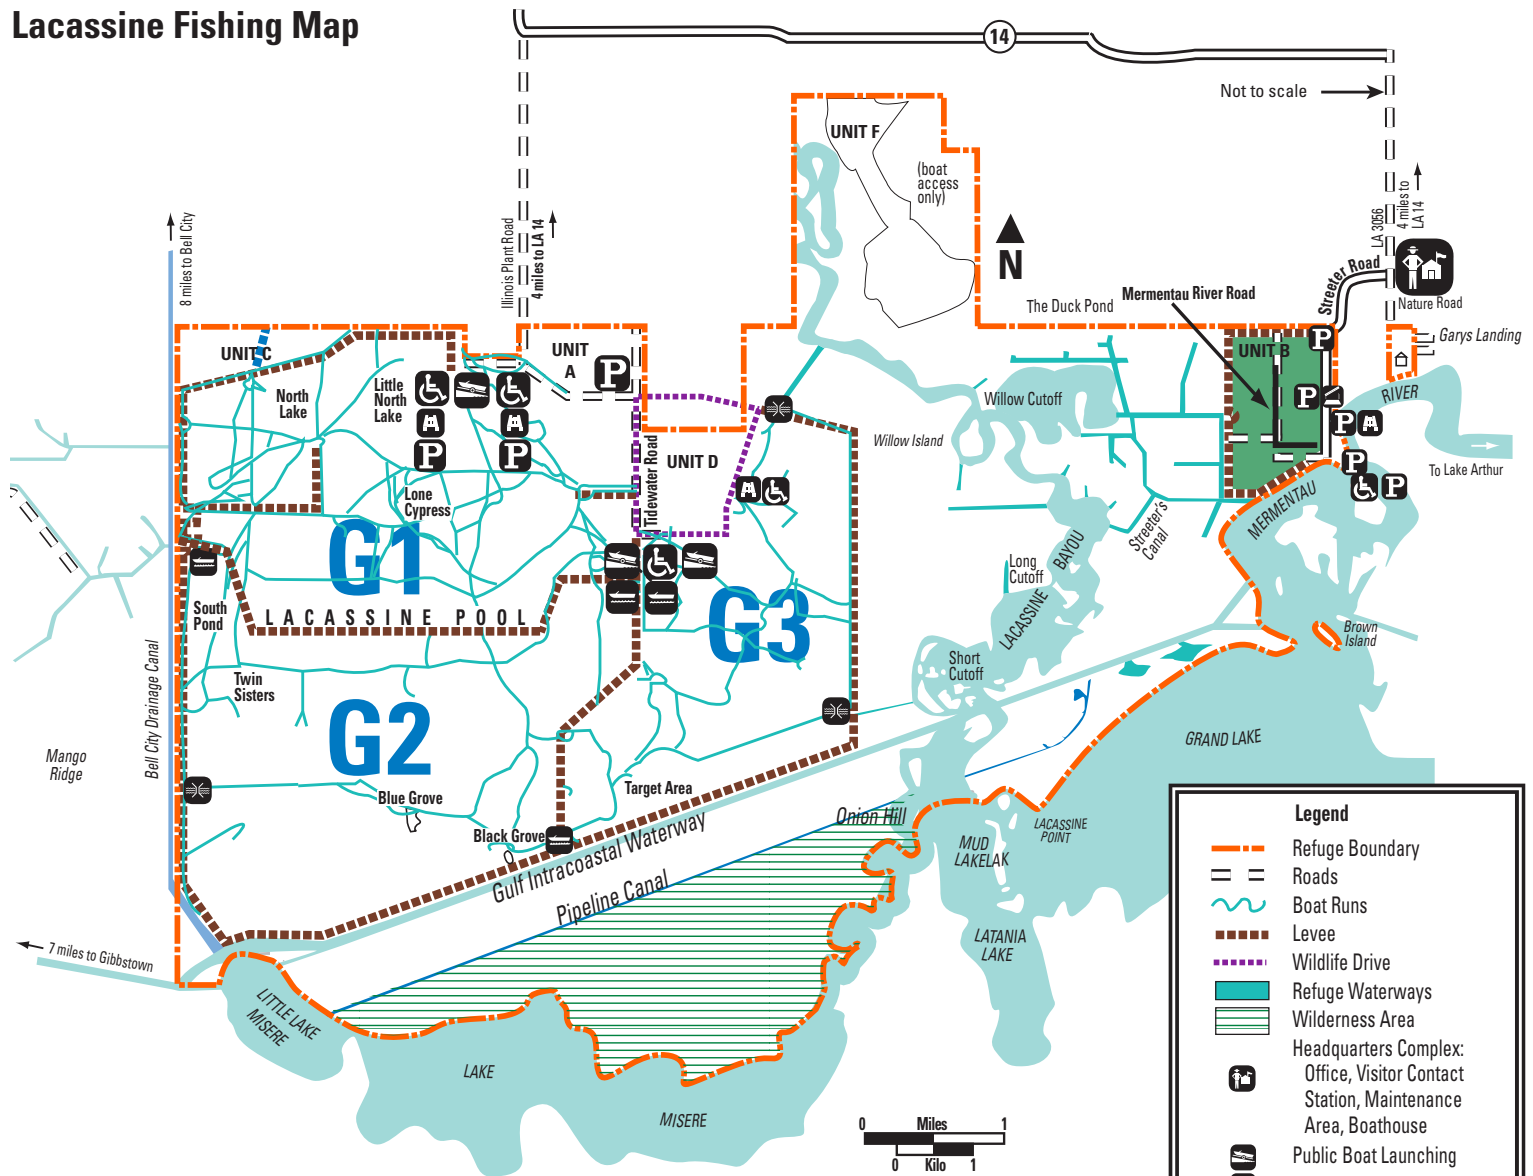 Lacassine Fishing Map
14
Not to scale
UNIT F
(boat
access
only)
8 miles to Bell City
Illinois Plant Road
4 miles to LA 14
LA 3056
4 miles to
LA 14
N
Streeter Road
Nature Road
The Duck Pond
Mermentau River Road
Garys Landing
UNIT C
UNIT
A
P
UNIT B
P
North
Lake
Little
North
Lake
P
P
Willow Cutoff
Willow Island
P
P
RIVER
To Lake Arthur
P
P
UNIT D
Tidewater Road
Lone
Cypress
G1
MERMENTAU
Streeter's
Canal
BAYOU
Long
Cutoff
LACASSINE
South
Pond
LACASSINE POOL
G3
Brown
Island
Short
Cutoff
Twin
Sisters
Bell City Drainage Canal
G2
Mango
Ridge
GRAND LAKE
Target Area
Blue Grove
Black Grove
Onion Hill
LACASSINE
POINT
MUD
LAKELAK
Gulf Intracoastal Waterway
Pipeline Canal
LATANIA
LAKE
7 miles to Gibbstown
LITTLE LAKE
MISERE
LAKE
MISERE
0 Miles 1
0 Kilo 1
Legend
Refuge Boundary
Roads
Boat Runs
Levee
Wildlife Drive
Refuge Waterways
Wilderness Area
Headquarters Complex:
Office, Visitor Contact
Station, Maintenance
Area, Boathouse
Public Boat Launching